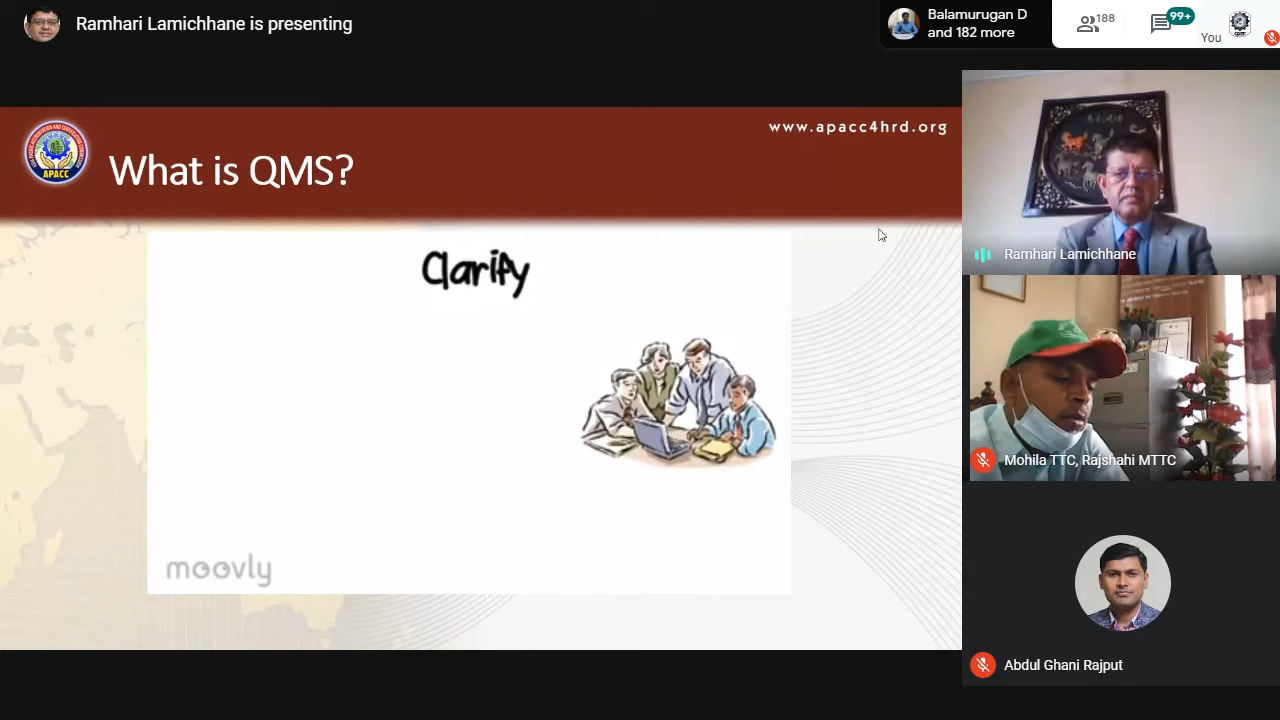 Ramhari Lamichhane is presenting
Balamurugan D
and 182 more
188
99+
You
www.apacc4hrd.org
APACC
What is QMS?
Clarify
moovly
Ramhari Lamichhane
Mohila TTC, Rajshahi MTTC
Abdul Ghani Rajput